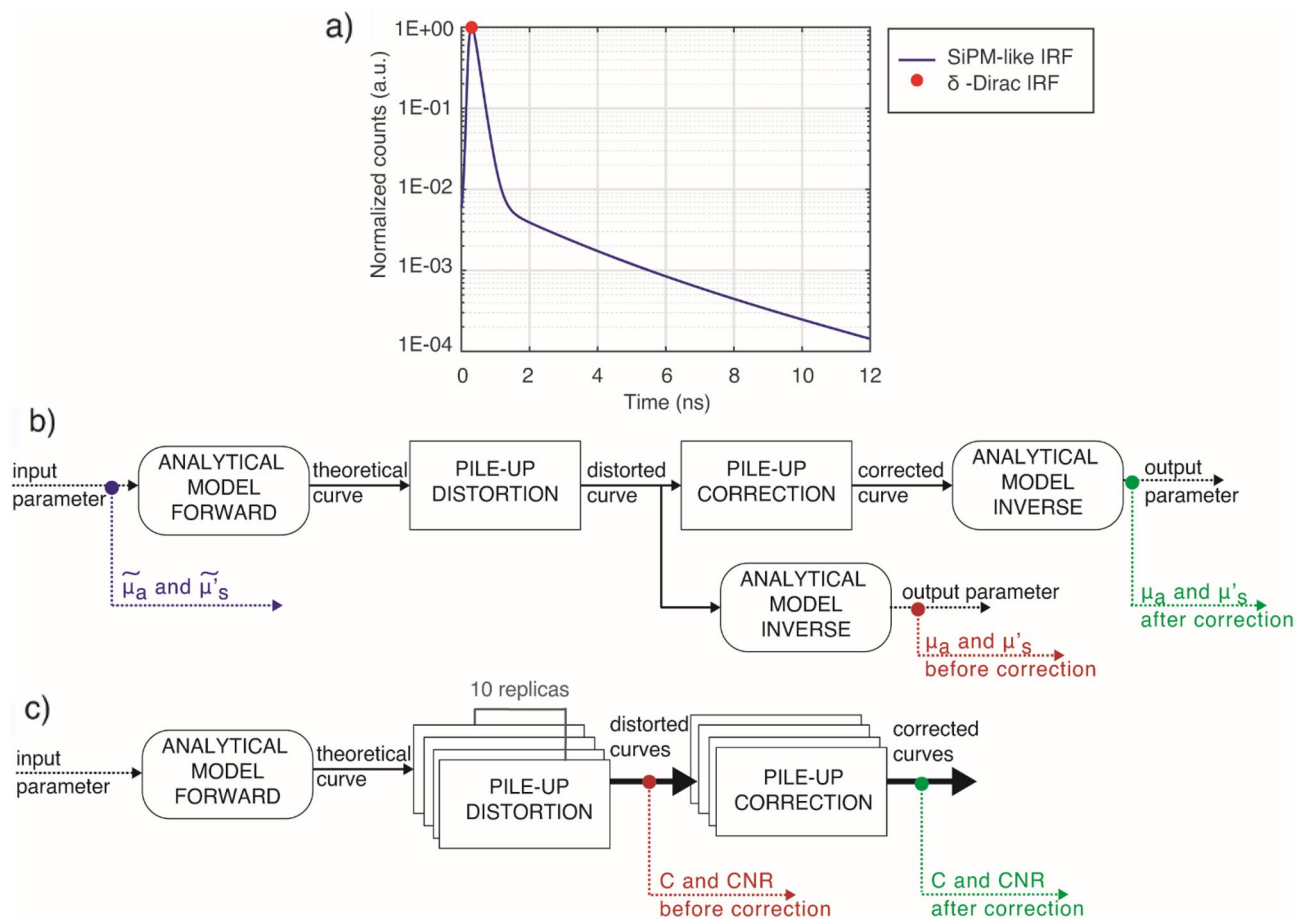 a)
1E+00
1E-01
1E-02
1E-03
1E-04
Normalized counts (a.u.)
0 2 4 6 8 10 12
Time (ns)
SiPM-like IRF
δ -Dirac IRF
b)
input
parameter
ANALYTICAL
MODEL
FORWARD
theoretical
curve
PILE-UP
DISTORTION
distorted
curve
PILE-UP
CORRECTION
corrected
curve
ANALYTICAL
MODEL
INVERSE
output
parameter
μ̃a and μ̃'s
ANALYTICAL
MODEL
INVERSE
output parameter
μa and μ's
before correction
μa and μ's
after correction
c)
input
parameter
ANALYTICAL
MODEL
FORWARD
theoretical
curve
10 replicas
PILE-UP
DISTORTION
distorted
curves
PILE-UP
CORRECTION
corrected
curves
C and CNR
before correction
C and CNR
after correction